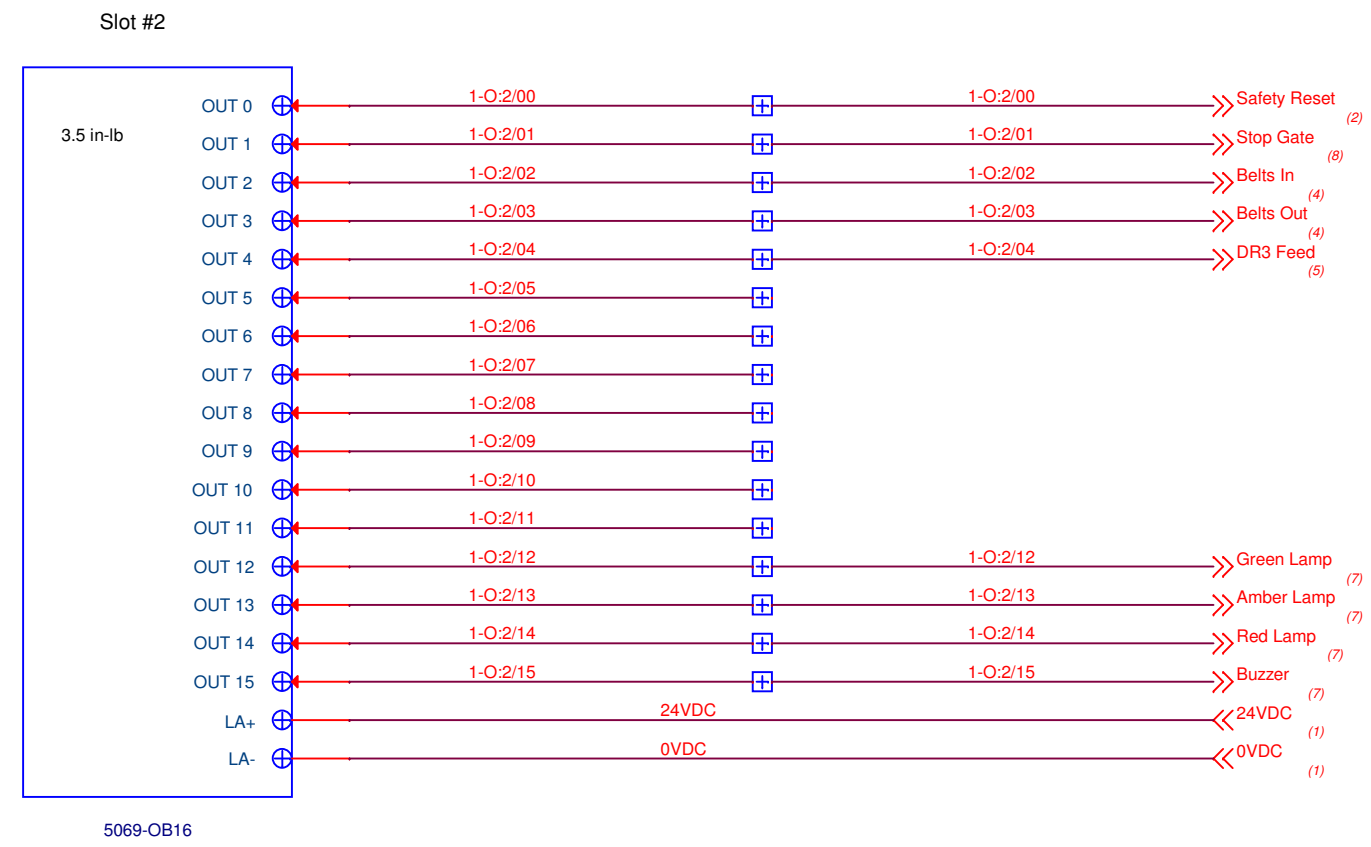 Slot #2
3.5 in-lb
OUT 0 1-O:2/00 1-O:2/00 Safety Reset (2)
OUT 1 1-O:2/01 1-O:2/01 Stop Gate (8)
OUT 2 1-O:2/02 1-O:2/02 Belts In (4)
OUT 3 1-O:2/03 1-O:2/03 Belts Out (4)
OUT 4 1-O:2/04 1-O:2/04 DR3 Feed (5)
OUT 5 1-O:2/05
OUT 6 1-O:2/06
OUT 7 1-O:2/07
OUT 8 1-O:2/08
OUT 9 1-O:2/09
OUT 10 1-O:2/10
OUT 11 1-O:2/11
OUT 12 1-O:2/12 1-O:2/12 Green Lamp (7)
OUT 13 1-O:2/13 1-O:2/13 Amber Lamp (7)
OUT 14 1-O:2/14 1-O:2/14 Red Lamp (7)
OUT 15 1-O:2/15 1-O:2/15 Buzzer (7)
LA+ 24VDC 24VDC (1)
LA- 0VDC 0VDC (1)
5069-OB16